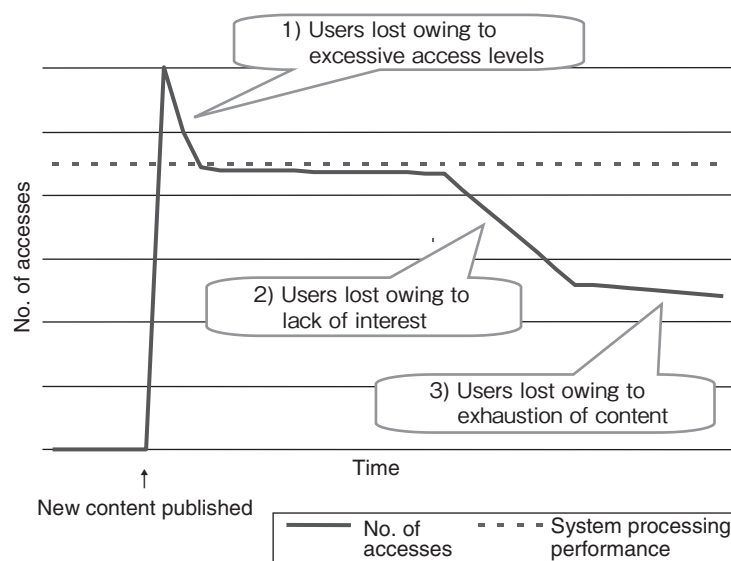 1) Users lost owing to
excessive access levels
No. of accesses
2) Users lost owing to
lack of interest
3) Users lost owing to
exhaustion of content
Time
↑
New content published
No. of
accesses
System processing
performance